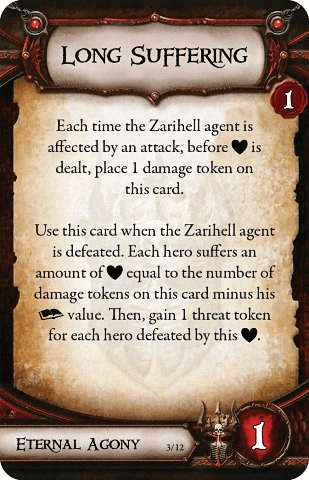 Long Suffering
1
Each time the Zarihell agent is
affected by an attack, before ♥ is
dealt, place 1 damage token on
this card.
Use this card when the Zarihell agent
is defeated. Each hero suffers an
amount of ♥ equal to the number of
damage tokens on this card minus his
value. Then, gain 1 threat token
for each hero defeated by this ♥.
Eternal Agony 3/12
1